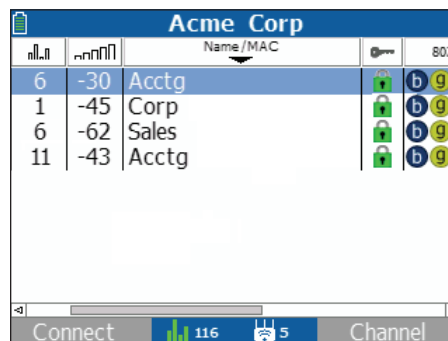 Acme Corp
Name/MAC 802
6 -30 Acctg b g
1 -45 Corp b g
6 -62 Sales b g
11 -43 Acctg b g
Connect 116 5 Channel